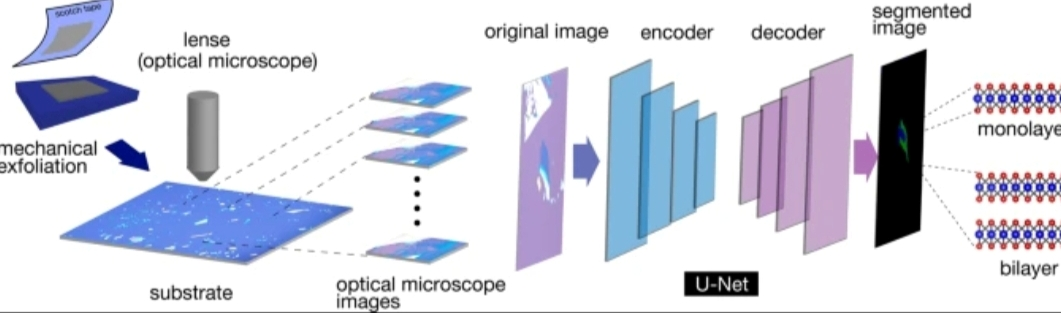 scotch tape
lense
(optical microscope)
mechanical
exfoliation
substrate
optical microscope
images
original image
encoder
decoder
U-Net
segmented
image
monolaye
bilayer